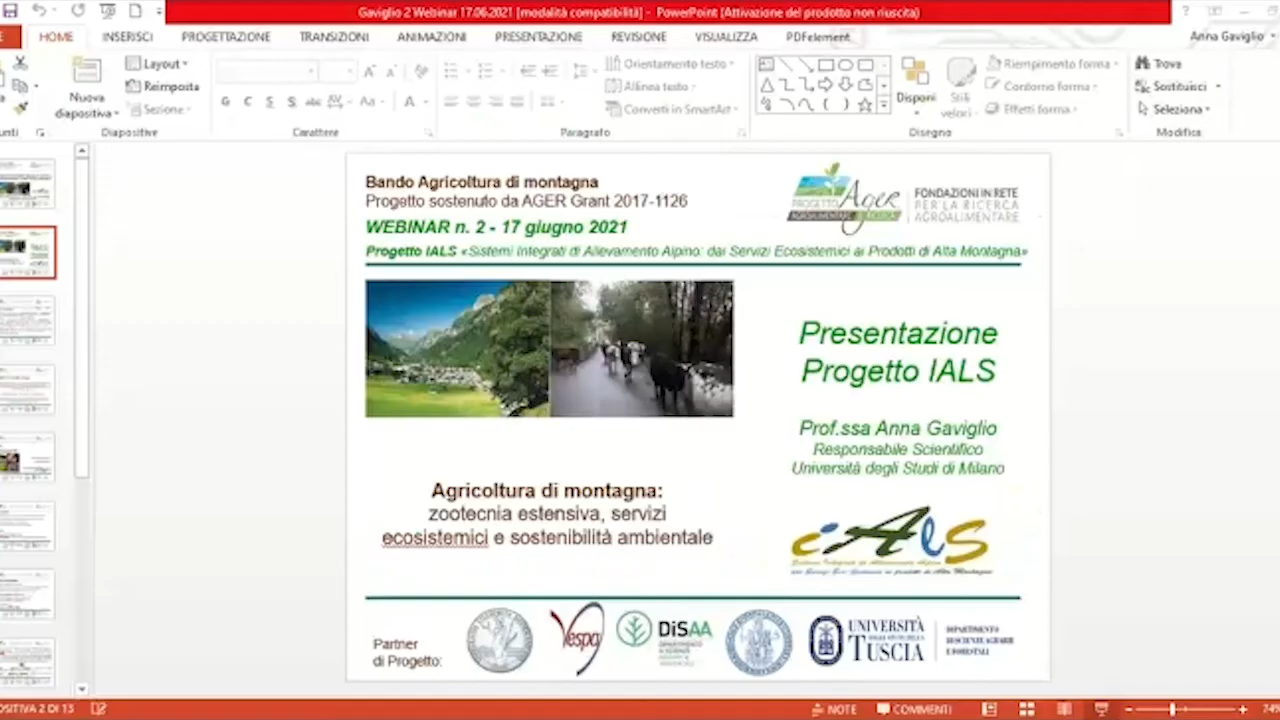 Gaviglio 2 Webinar 17.06.2021 [modalità compatibilità] - PowerPoint (Attivazione del prodotto non riuscita)
HOME INSERISCI PROGETTAZIONE TRANSIZIONI ANIMAZIONI PRESENTAZIONE REVISIONE VISUALIZZA PDFelement Anna Gaviglio
Nuova diapositiva
Layout
Reimposta
Sezione
Diapositive
Carattere
Orientamento testo
Allinea testo
Converti in SmartArt
Paragrafo
Disponi
Stili veloci
Riempimento forma
Contorno forma
Effetti forma
Disegno
Trova
Sostituisci
Seleziona
Modifica
Bando Agricoltura di montagna
Progetto sostenuto da AGER Grant 2017-1126
WEBINAR n. 2 - 17 giugno 2021
Progetto IALS «Sistemi Integrati di Allevamento Alpino: dai Servizi Ecosistemici ai Prodotti di Alta Montagna»
PROGETTO Ager
FONDAZIONI IN RETE
PER LA RICERCA
AGROALIMENTARE
Presentazione
Progetto IALS
Prof.ssa Anna Gaviglio
Responsabile Scientifico
Università degli Studi di Milano
Agricoltura di montagna:
zootecnia estensiva, servizi
ecosistemici e sostenibilità ambientale
iAlS
Partner
di Progetto:
Vespa
DiSAA
UNIVERSITÀ
TUSCIA
NOTE COMMENTI